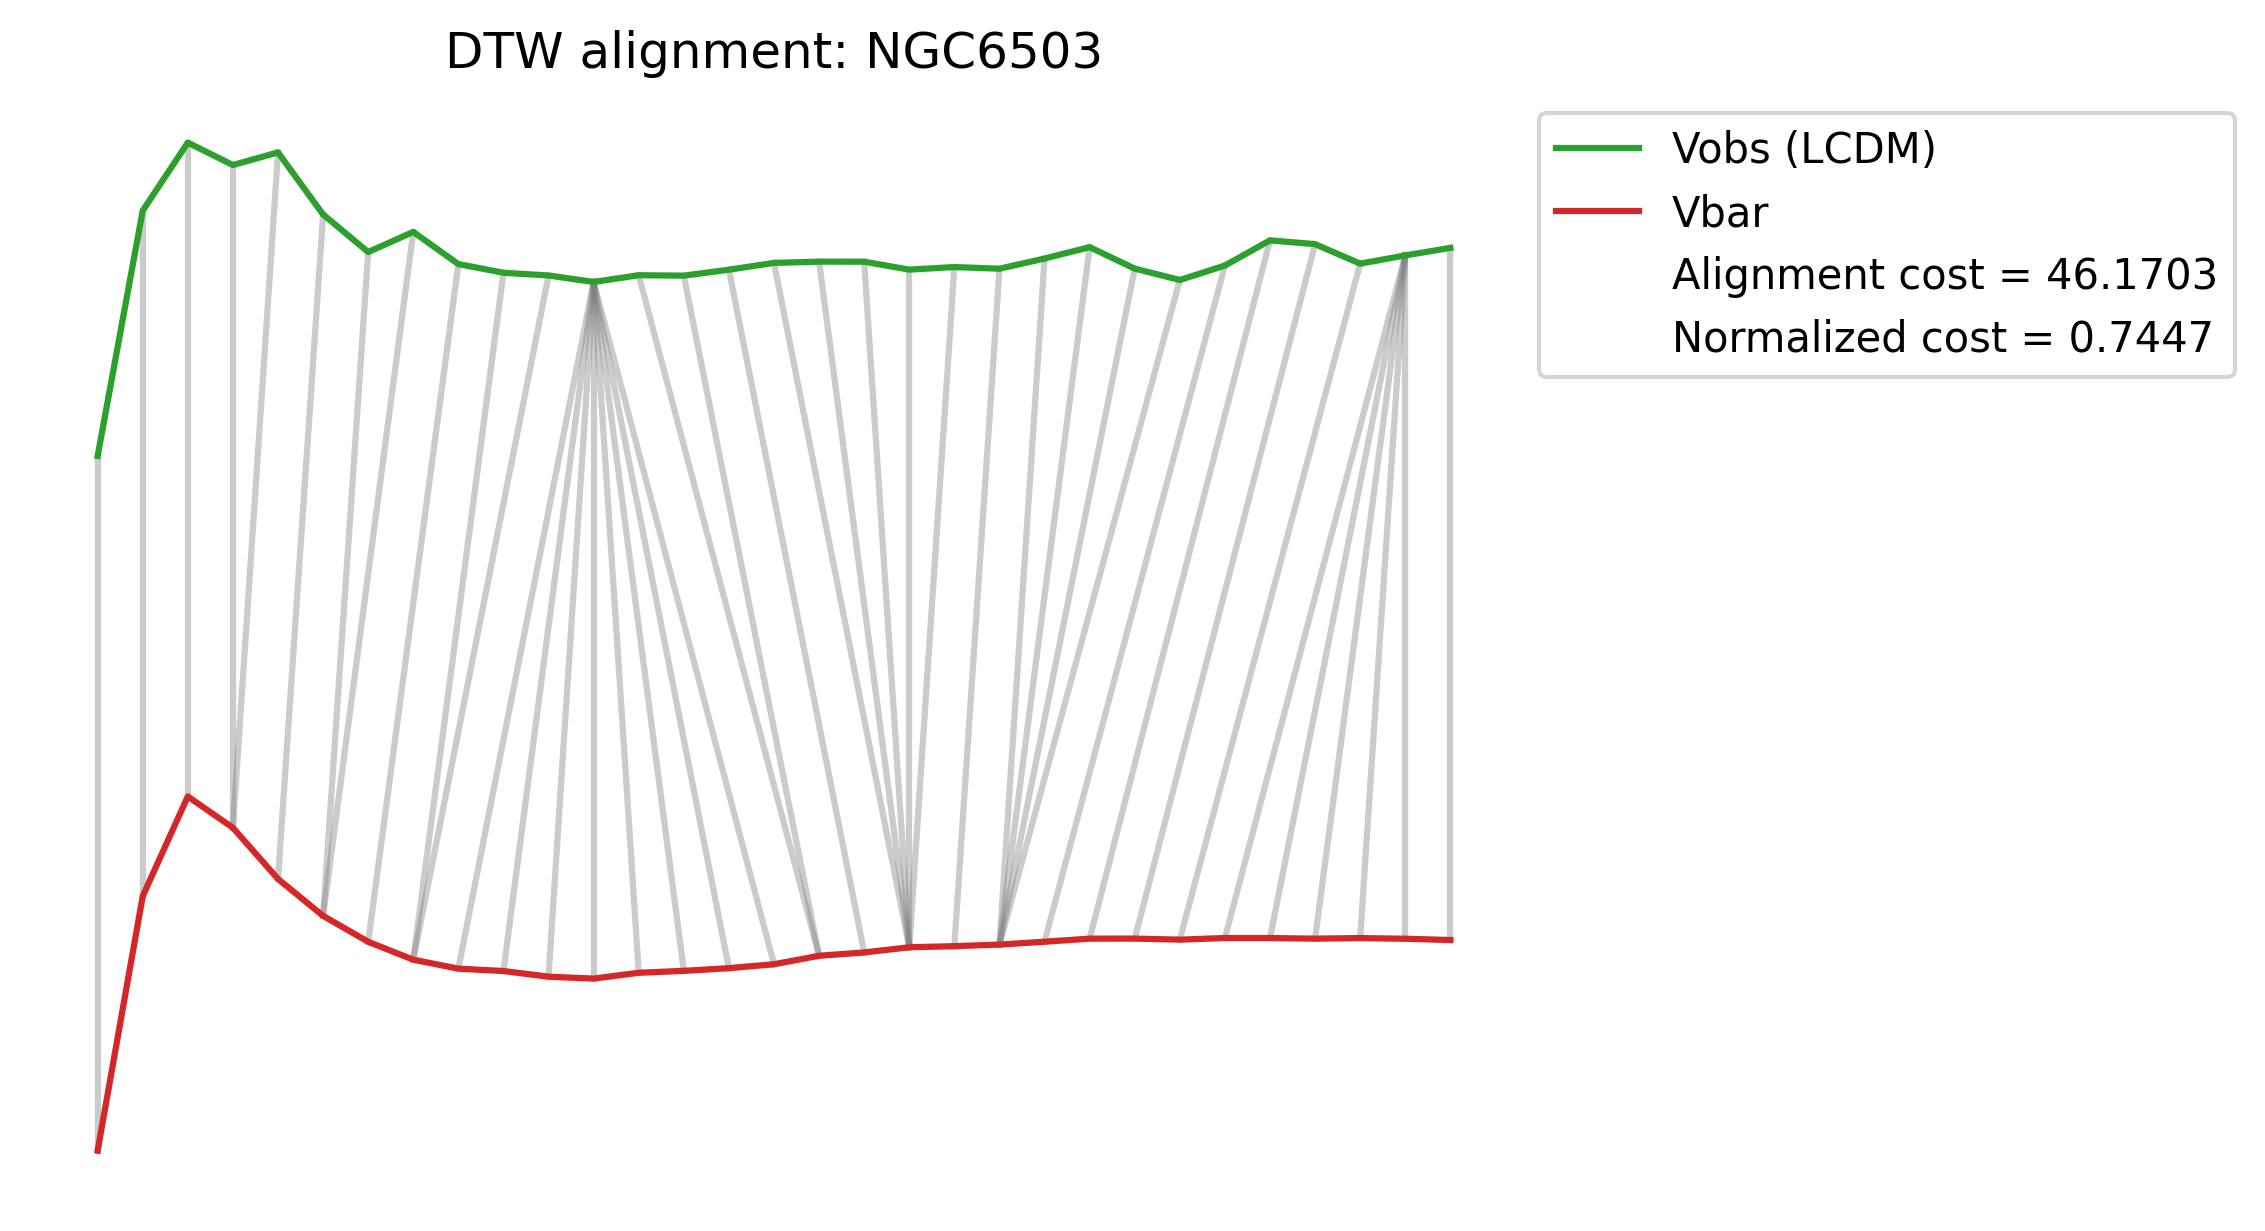 DTW alignment: NGC6503
Vobs (LCDM)
Vbar
Alignment cost = 46.1703
Normalized cost = 0.7447